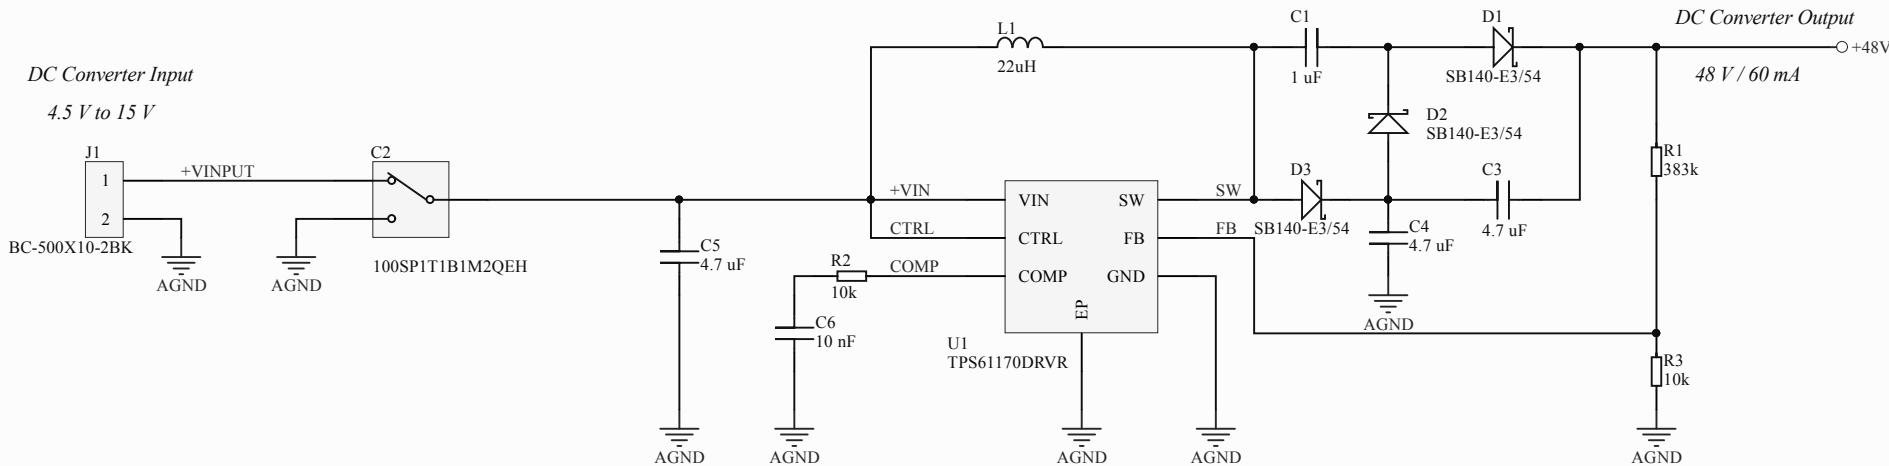 DC Converter Input
4.5 V to 15 V
J1
1
2
BC-500X10-2BK
+VINPUT
AGND
AGND
C2
100SP1T1B1M2QEH
C5
4.7 uF
AGND
R2
10k
C6
10 nF
AGND
+VIN
CTRL
COMP
L1
22uH
VIN
CTRL
COMP
EP
SW
FB
GND
U1
TPS61170DRVR
AGND
AGND
SW
FB
C1
1 uF
D1
SB140-E3/54
D2
SB140-E3/54
D3
SB140-E3/54
C3
4.7 uF
C4
4.7 uF
AGND
DC Converter Output
+48V
48 V / 60 mA
R1
383k
R3
10k
AGND